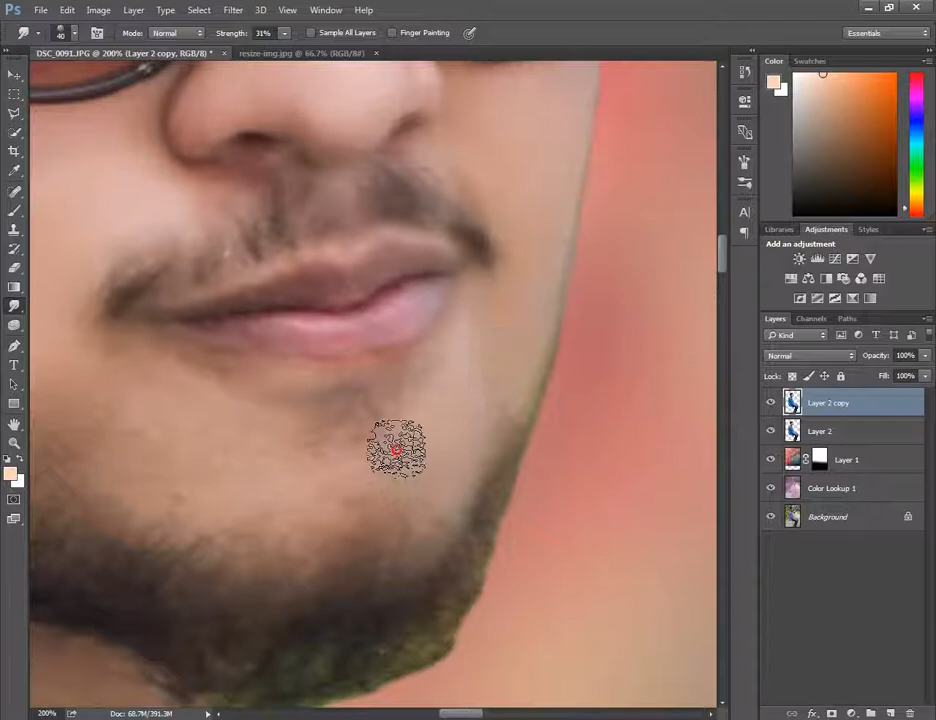 Ps File Edit Image Layer Type Select Filter 3D View Window Help
40 Mode: Normal Strength: 31% Sample All Layers Finger Painting Essentials
DSC_0091.JPG @ 200% (Layer 2 copy, RGB/8) * × resize-img.jpg @ 66.7% (RGB/8#) ×
Color Swatches
Libraries Adjustments Styles
Add an adjustment
Layers Channels Paths
Kind
Normal Opacity: 100%
Lock: Fill: 100%
Layer 2 copy
Layer 2
Layer 1
Color Lookup 1
Background
200% Doc: 68.7M/391.3M